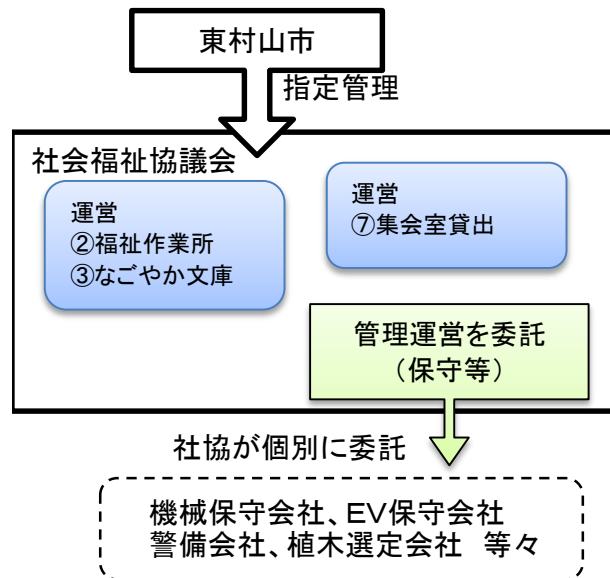 東村山市
指定管理
社会福祉協議会
運営
②福祉作業所
③なごやか文庫
運営
⑦集会室貸出
管理運営を委託
（保守等）
社協が個別に委託
機械保守会社、ＥＶ保守会社
警備会社、植木選定会社　等々